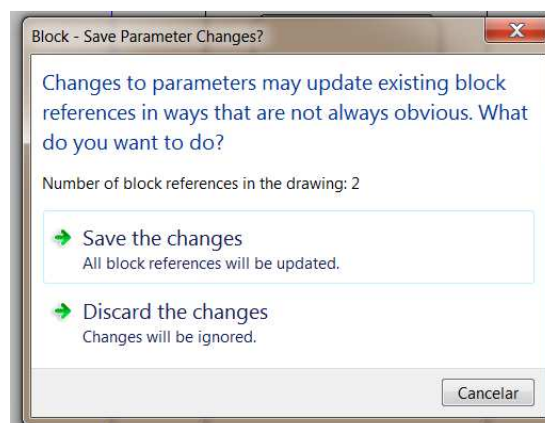 Block - Save Parameter Changes?
Changes to parameters may update existing block
references in ways that are not always obvious. What
do you want to do?
Number of block references in the drawing: 2
Save the changes
All block references will be updated.
Discard the changes
Changes will be ignored.
Cancelar